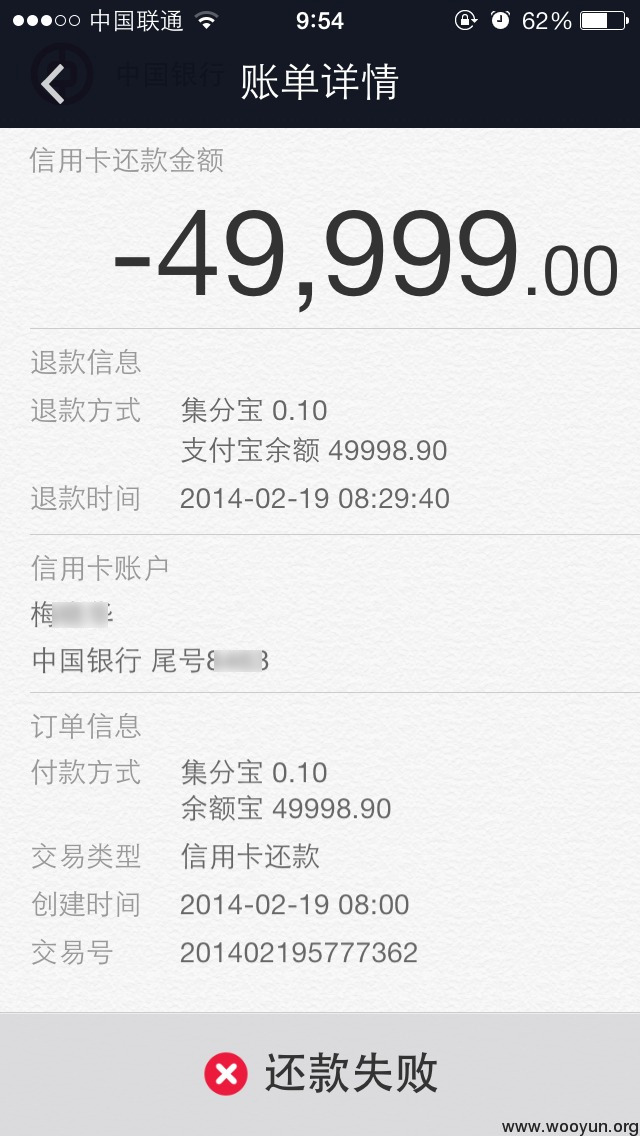 中国联通 9:54 62%
中国银行
账单详情
信用卡还款金额
-49,999.00
退款信息
退款方式 集分宝 0.10
支付宝余额 49998.90
退款时间 2014-02-19 08:29:40
信用卡账户
梅
中国银行 尾号8 3
订单信息
付款方式 集分宝 0.10
余额宝 49998.90
交易类型 信用卡还款
创建时间 2014-02-19 08:00
交易号 201402195777362
还款失败
www.wooyun.org